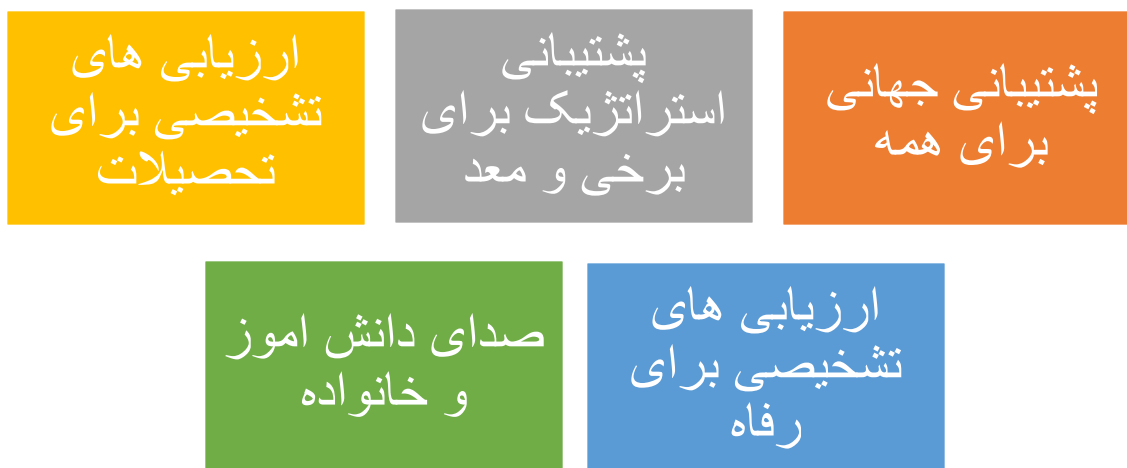 پشتیبانی جهانی
برای همه
پشتیبانی
استراتژیک برای
برخی و معد
ارزیابی های
تشخیصی برای
تحصیلات
ارزیابی های
تشخیصی برای
رفاه
صدای دانش اموز
و خانواده